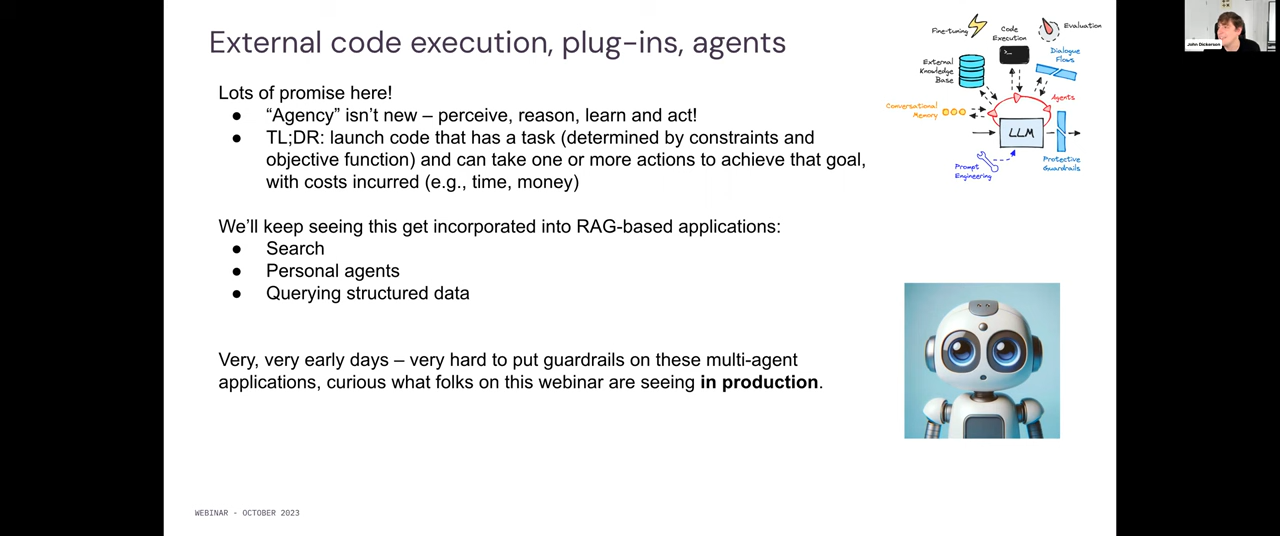 External code execution, plug-ins, agents
Lots of promise here!
● “Agency” isn’t new – perceive, reason, learn and act!
● TL;DR: launch code that has a task (determined by constraints and
objective function) and can take one or more actions to achieve that goal,
with costs incurred (e.g., time, money)
We’ll keep seeing this get incorporated into RAG-based applications:
● Search
● Personal agents
● Querying structured data
Very, very early days – very hard to put guardrails on these multi-agent
applications, curious what folks on this webinar are seeing in production.
WEBINAR - OCTOBER 2023
Fine-tuning
Code
Execution
Evaluation
>_
Dialogue
Flows
External
Knowledge
Base
Agents
Conversational
Memory
LLM
Prompt
Engineering
Protective
Guardrails
John Dickerson